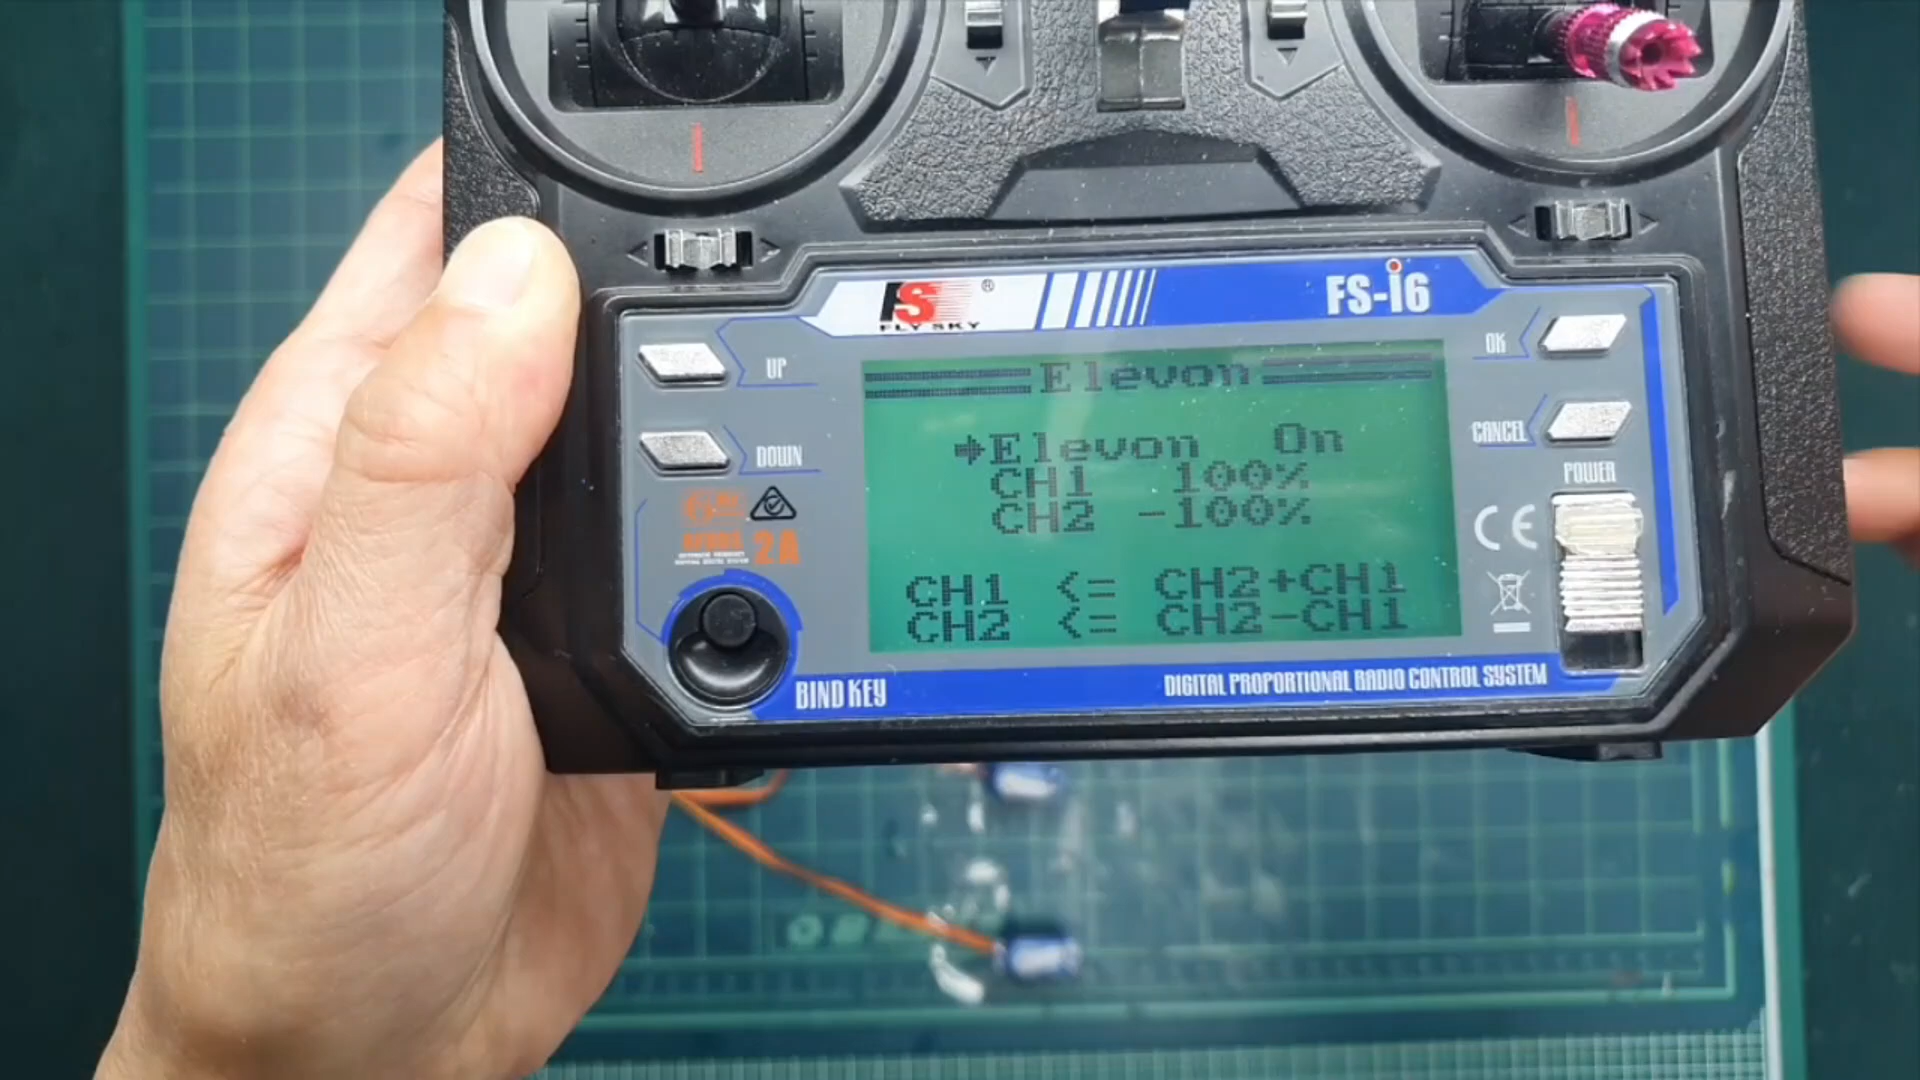 FS®
FLY SKY
FS-i6
UP
DOWN
OK
CANCEL
POWER
Elevon
Elevon On
CH1 100%
CH2 -100%
CH1 <= CH2+CH1
CH2 <= CH2-CH1
2A
CE
BIND KEY
DIGITAL PROPORTIONAL RADIO CONTROL SYSTEM